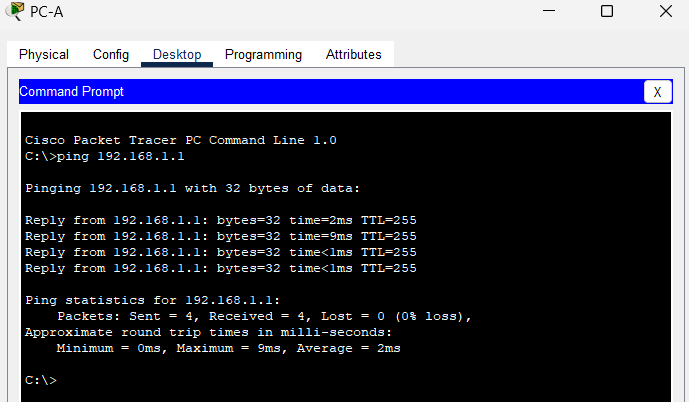 PC-A
Physical Config Desktop Programming Attributes
Command Prompt
X
Cisco Packet Tracer PC Command Line 1.0
C:\>ping 192.168.1.1
Pinging 192.168.1.1 with 32 bytes of data:
Reply from 192.168.1.1: bytes=32 time=2ms TTL=255
Reply from 192.168.1.1: bytes=32 time=9ms TTL=255
Reply from 192.168.1.1: bytes=32 time<1ms TTL=255
Reply from 192.168.1.1: bytes=32 time<1ms TTL=255
Ping statistics for 192.168.1.1:
    Packets: Sent = 4, Received = 4, Lost = 0 (0% loss),
Approximate round trip times in milli-seconds:
    Minimum = 0ms, Maximum = 9ms, Average = 2ms
C:\>